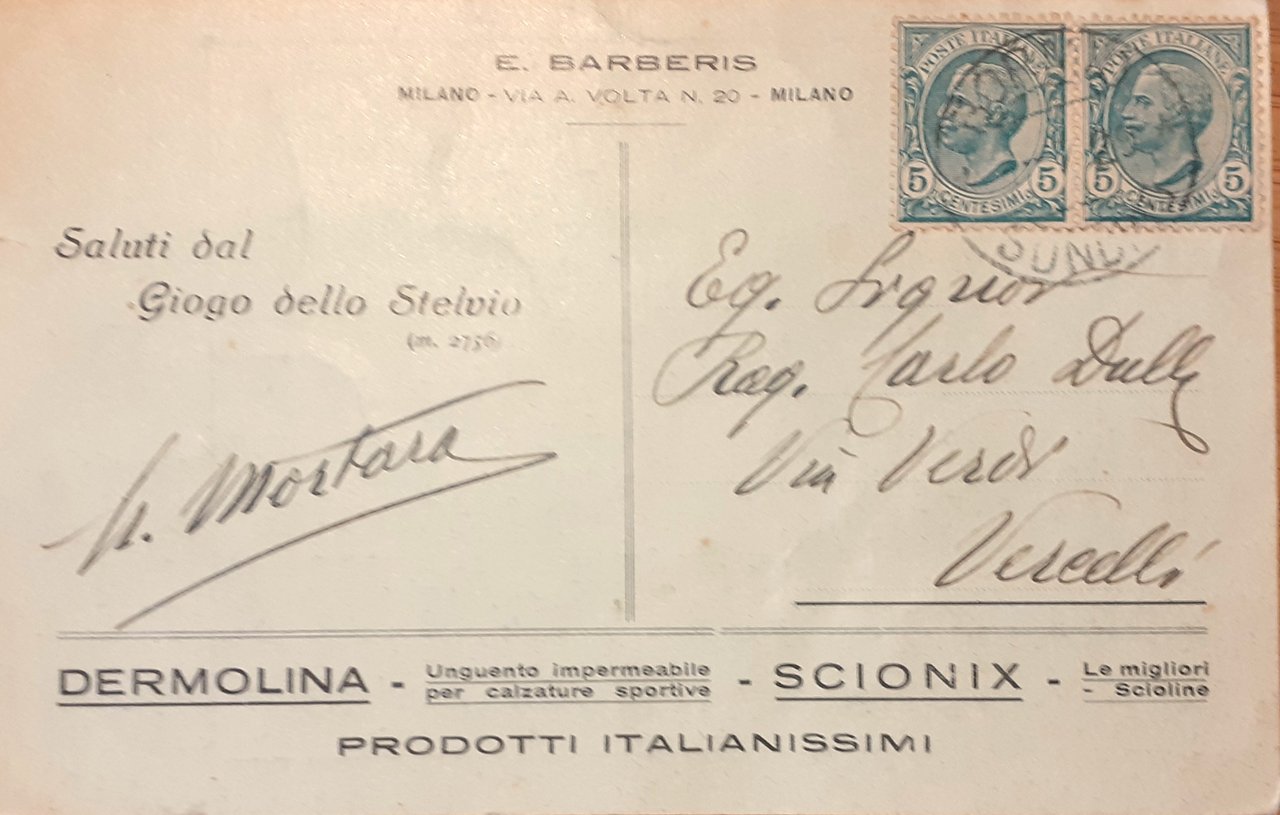 E. BARBERIS
MILANO - VIA A. VOLTA N. 20 - MILANO
POSTE ITALIANE
5 CENTESIMI 5
POSTE ITALIANE
5 CENTESIMI 5
Saluti dal
Giogo dello Stelvio
(m. 2756)
Mortara
Eg. Signor
Rag. Carlo
Via Verdi
Vercelli
DERMOLINA - Unguento impermeabile
per calzature sportive - SCIONIX - Le migliori
- Scioline
PRODOTTI ITALIANISSIMI